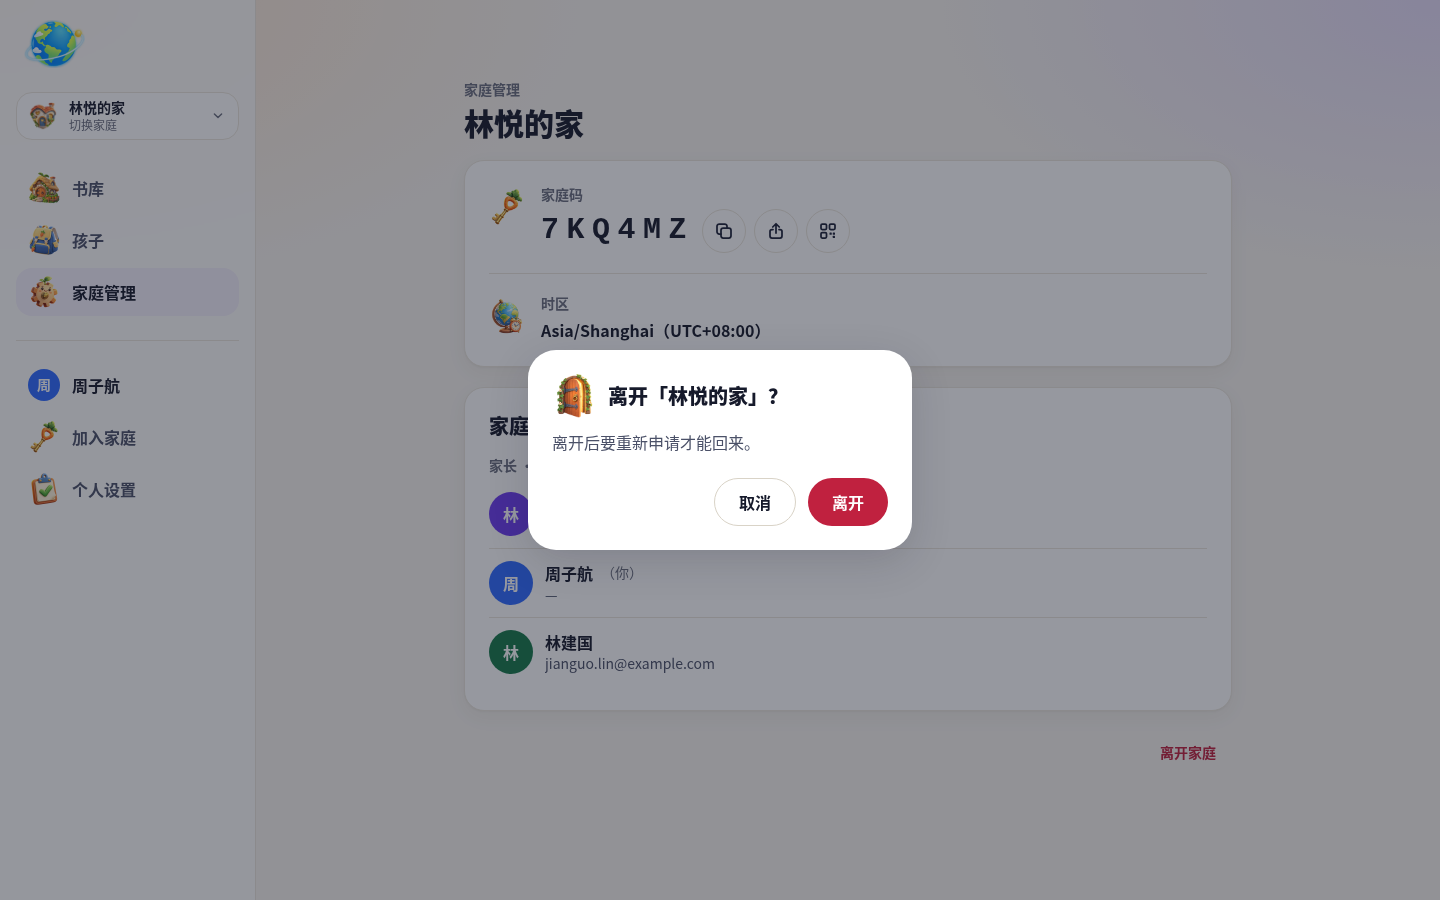 林悦的家
切换家庭
书库
孩子
家庭管理
周 周子航
加入家庭
个人设置
家庭管理
林悦的家
家庭码
7KQ4MZ
时区
Asia/Shanghai（UTC+08:00）
家庭
家长
林
离开「林悦的家」？
离开后要重新申请才能回来。
取消 离开
周 周子航 （你）
—
林 林建国
jianguo.lin@example.com
离开家庭